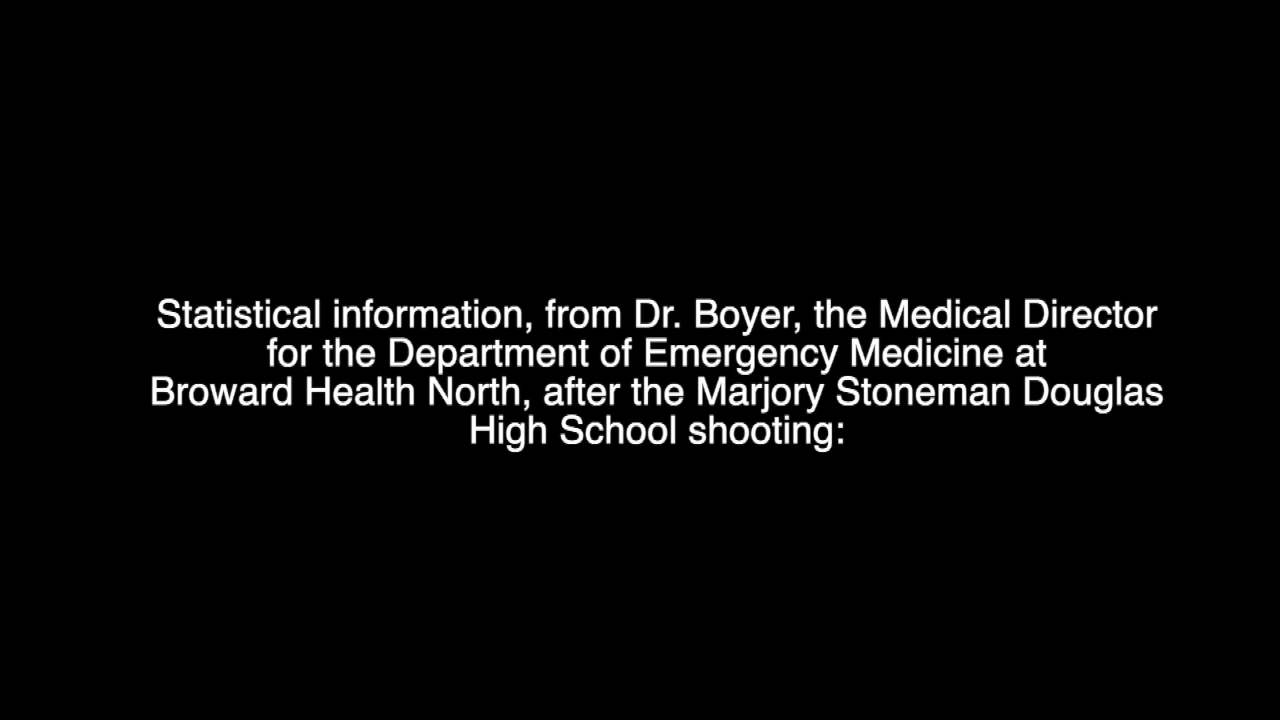 Statistical information, from Dr. Boyer, the Medical Director
for the Department of Emergency Medicine at
Broward Health North, after the Marjory Stoneman Douglas
High School shooting: